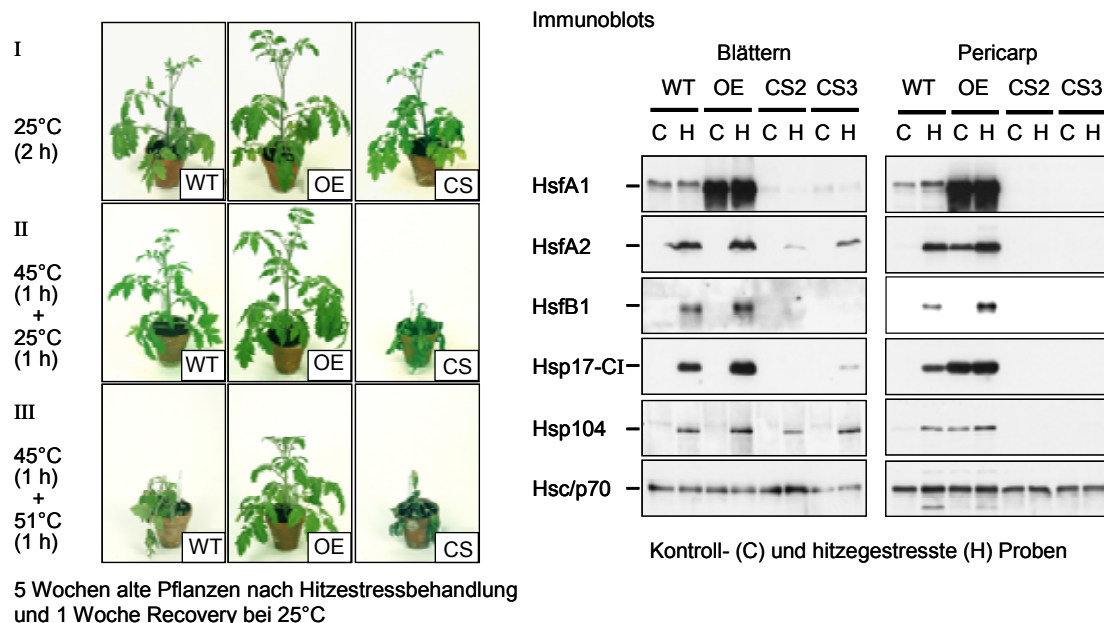 I
25°C
(2 h)
WT
OE
CS
II
45°C
(1 h)
+
25°C
(1 h)
WT
OE
CS
III
45°C
(1 h)
+
51°C
(1 h)
WT
OE
CS
5 Wochen alte Pflanzen nach Hitzestressbehandlung
und 1 Woche Recovery bei 25°C
Immunoblots
Blättern
Pericarp
WT OE CS2 CS3
WT OE CS2 CS3
C H C H C H C H
C H C H C H C H
HsfA1
HsfA2
HsfB1
Hsp17-CI
Hsp104
Hsc/p70
Kontroll- (C) und hitzegestresste (H) Proben